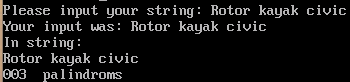 Please input your string: Rotor kayak civic
Your input was: Rotor kayak civic
In string:
Rotor kayak civic
003  palindroms